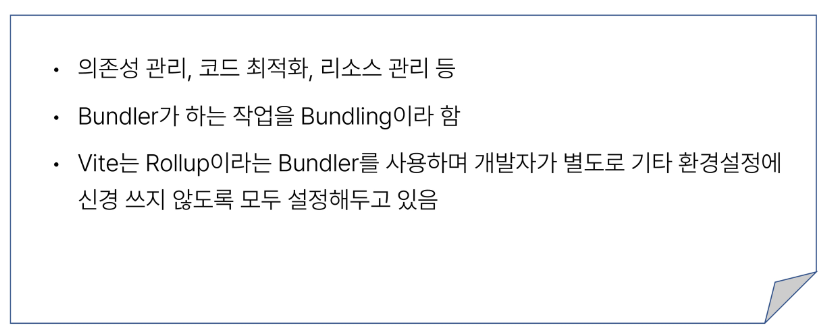 • 의존성 관리, 코드 최적화, 리소스 관리 등
• Bundler가 하는 작업을 Bundling이라 함
• Vite는 Rollup이라는 Bundler를 사용하며 개발자가 별도로 기타 환경설정에
신경 쓰지 않도록 모두 설정해두고 있음